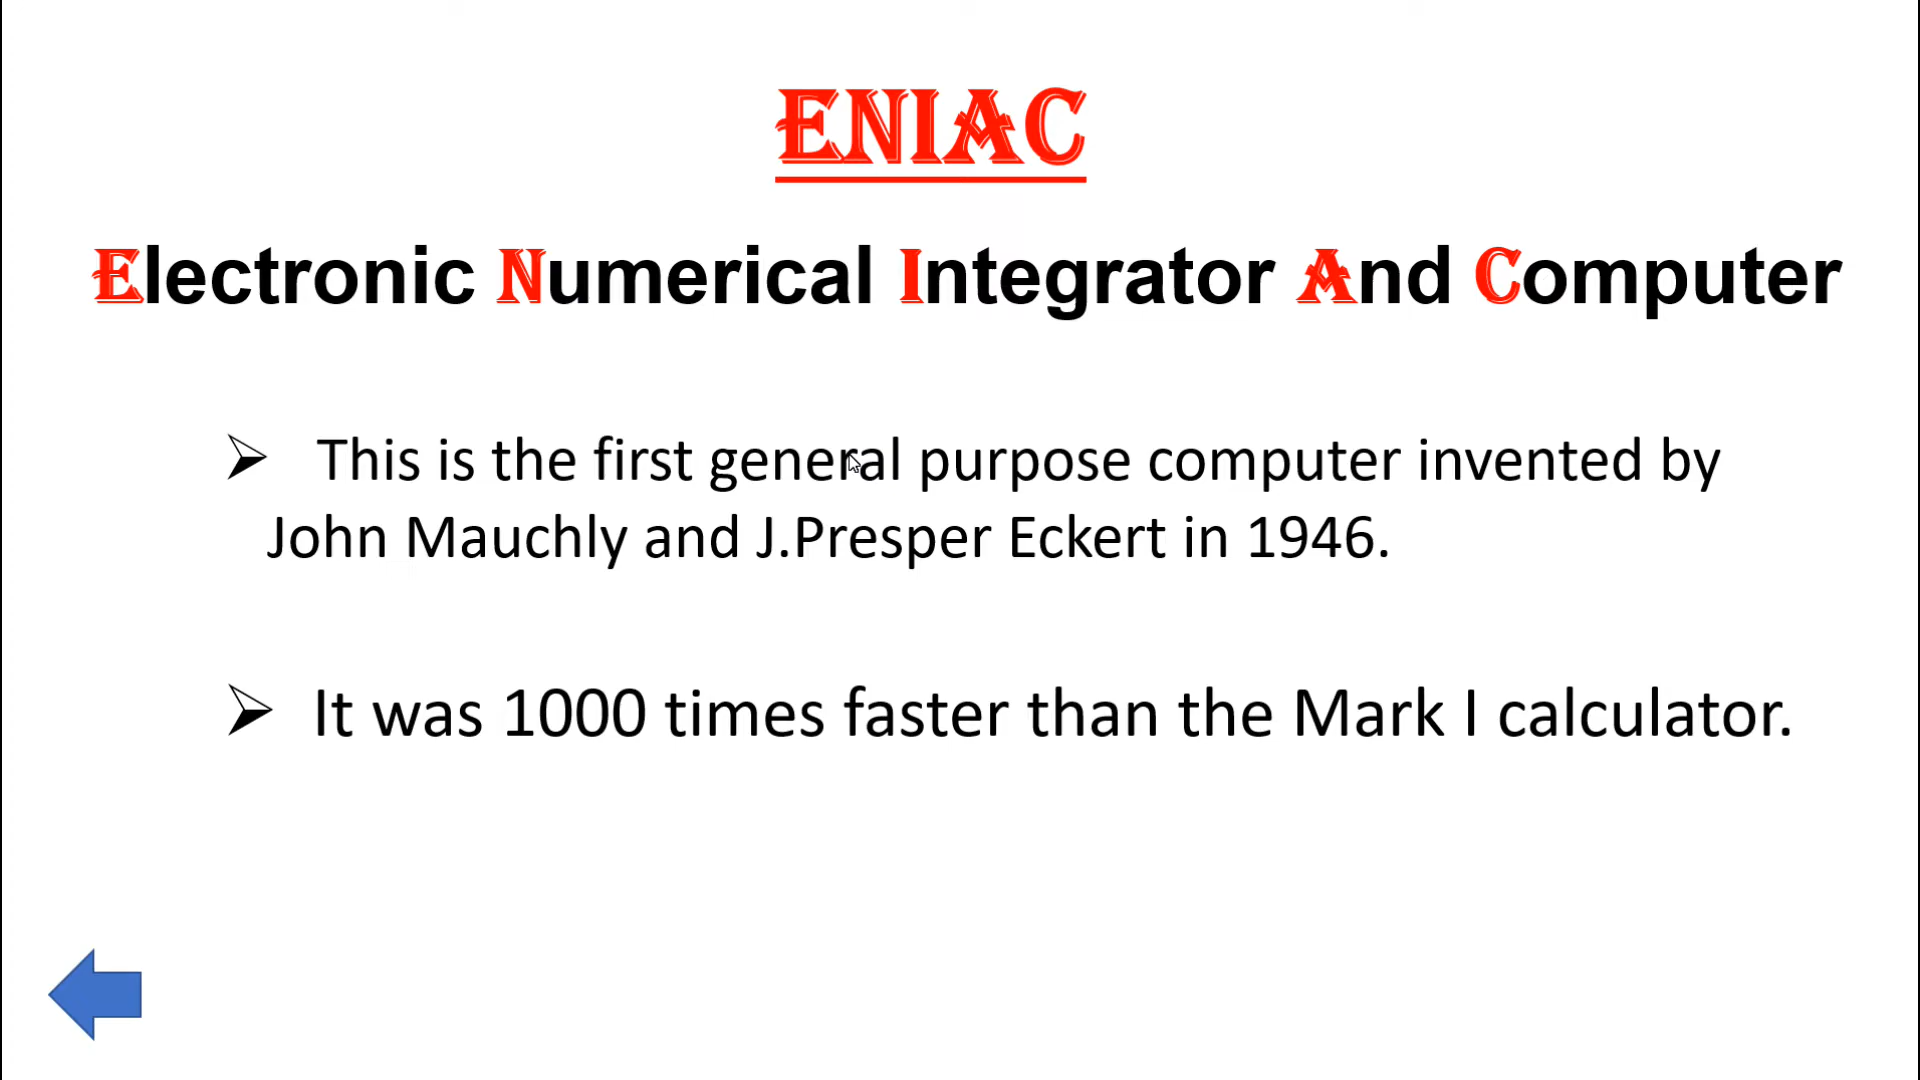 ENIAC
Electronic Numerical Integrator And Computer
This is the first general purpose computer invented by
John Mauchly and J.Presper Eckert in 1946.
It was 1000 times faster than the Mark I calculator.